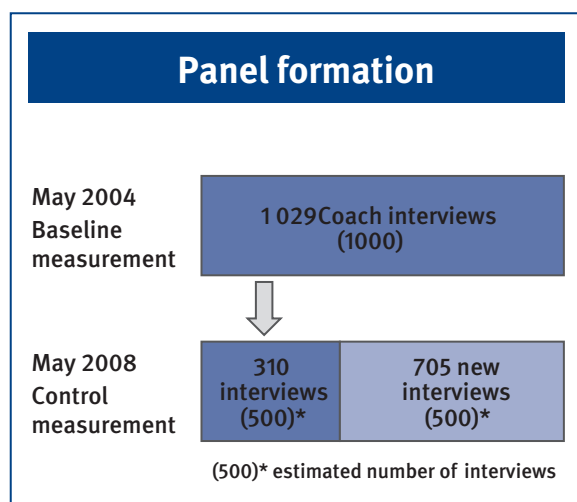 Panel formation
May 2004
Baseline
measurement
1 029Coach interviews
(1000)
May 2008
Control
measurement
310
interviews
(500)*
705 new
interviews
(500)*
(500)* estimated number of interviews